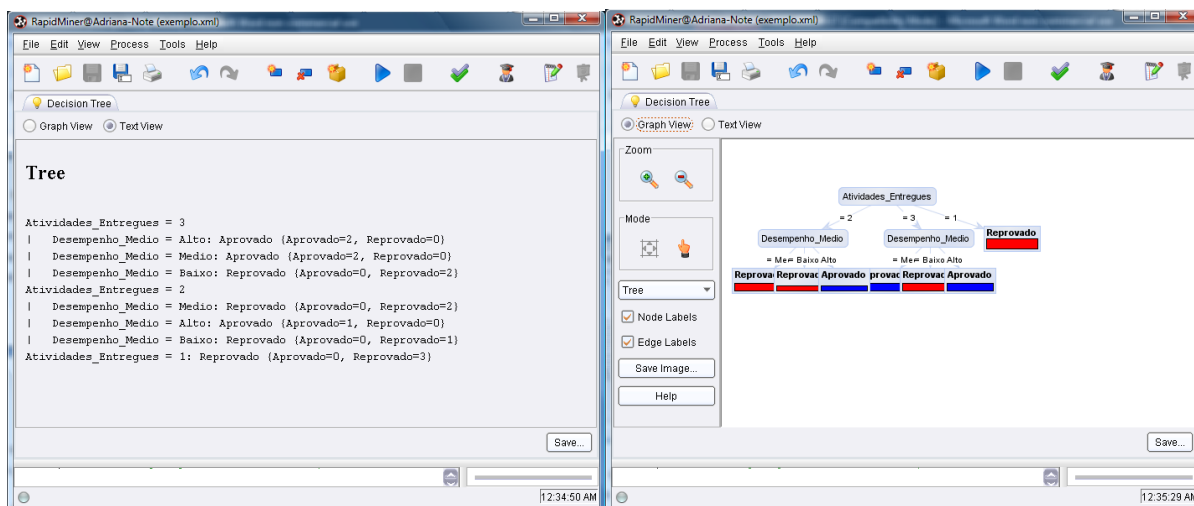 RapidMiner@Adriana-Note (exemplo.xml)
File Edit View Process Tools Help
Decision Tree
Graph View Text View
Tree
Atividades_Entregues = 3
| Desempenho_Medio = Alto: Aprovado {Aprovado=2, Reprovado=0}
| Desempenho_Medio = Medio: Aprovado {Aprovado=2, Reprovado=0}
| Desempenho_Medio = Baixo: Reprovado {Aprovado=0, Reprovado=2}
Atividades_Entregues = 2
| Desempenho_Medio = Medio: Reprovado {Aprovado=0, Reprovado=2}
| Desempenho_Medio = Alto: Aprovado {Aprovado=1, Reprovado=0}
| Desempenho_Medio = Baixo: Reprovado {Aprovado=0, Reprovado=1}
Atividades_Entregues = 1: Reprovado {Aprovado=0, Reprovado=3}
Save...
12:34:50 AM
RapidMiner@Adriana-Note (exemplo.xml)
File Edit View Process Tools Help
Decision Tree
Graph View Text View
Zoom
Mode
Tree
Node Labels
Edge Labels
Save Image...
Help
Atividades_Entregues
= 2 = 3 = 1
Desempenho_Medio Desempenho_Medio Reprovado
= Me = Baixo Alto = Me = Baixo Alto
Reprova Reprovac Aprovado provac Reprovac Aprovado
Save...
12:35:29 AM